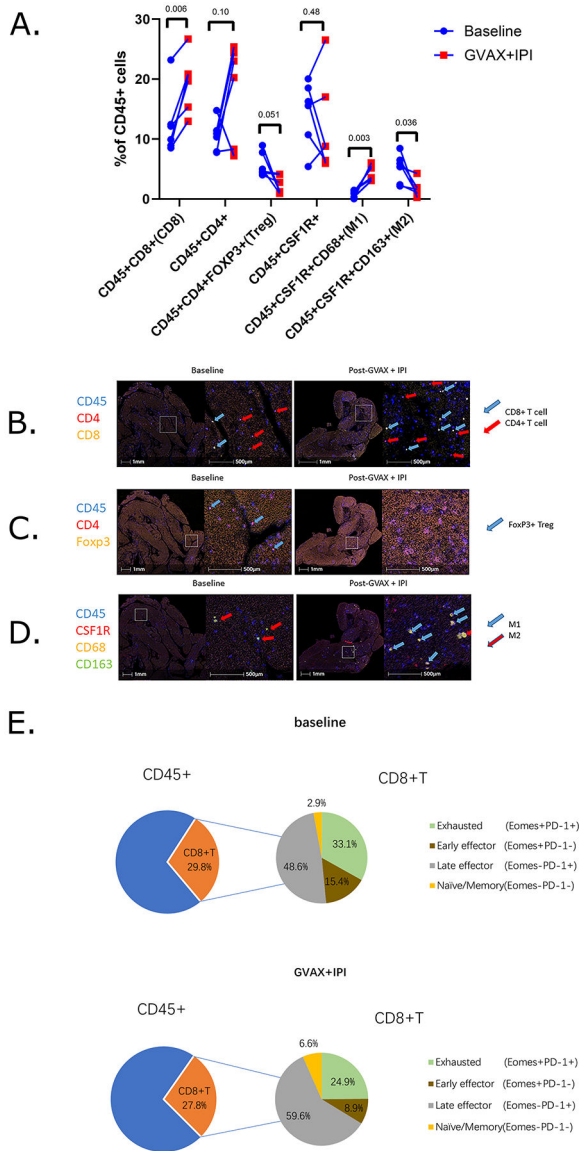 A.
0.006
0.10
0.051
0.48
0.003
0.036
Baseline
GVAX+IPI
%of CD45+ cells
30
20
10
0
CD45+CD8+(CD8)
CD45+CD4+
CD45+CD4+FOXP3+(Treg)
CD45+CSF1R+
CD45+CSF1R+CD68+(M1)
CD45+CSF1R+CD163+(M2)
B.
Baseline
Post-GVAX + IPI
CD45
CD4
CD8
1mm
500μm
1mm
500μm
CD8+ T cell
CD4+ T cell
C.
Baseline
Post-GVAX + IPI
CD45
CD4
Foxp3
1mm
500μm
1mm
500μm
FoxP3+ Treg
D.
Baseline
Post-GVAX + IPI
CD45
CSF1R
CD68
CD163
1mm
500μm
1mm
500μm
M1
M2
E.
baseline
CD45+
CD8+T
CD8+T
29.8%
2.9%
33.1%
48.6%
15.4%
Exhausted (Eomes+PD-1+)
Early effector (Eomes+PD-1-)
Late effector (Eomes-PD-1+)
Naïve/Memory(Eomes-PD-1-)
GVAX+IPI
CD45+
CD8+T
CD8+T
27.8%
6.6%
24.9%
59.6%
8.9%
Exhausted (Eomes+PD-1+)
Early effector (Eomes+PD-1-)
Late effector (Eomes-PD-1+)
Naïve/Memory(Eomes-PD-1-)